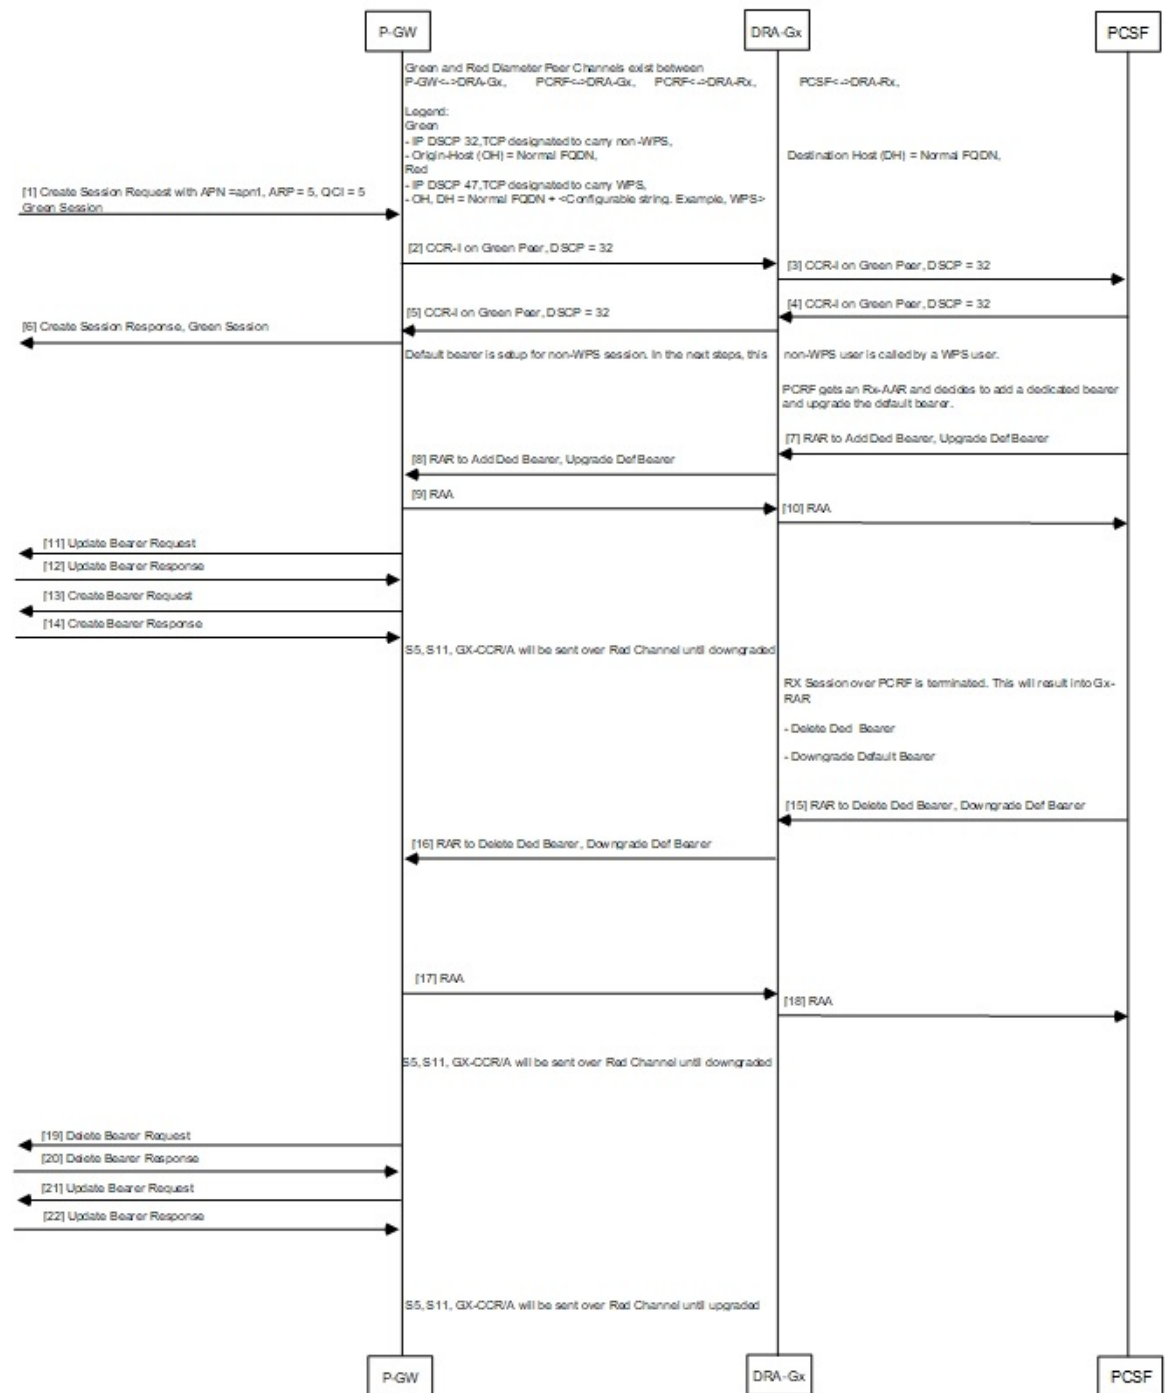 P-GW
DRA-Gx
PCSF
Green and Red Diameter Peer Channels exist between
P-GW<->DRA-Gx, PCRF<->DRA-Gx, PCRF<->DRA-Rx, PCSF<->DRA-Rx,
Legend:
Green
- IP DSCP 32,TCP designated to carry non-WPS,
- Origin-Host (OH) = Normal FQDN, Destination Host (DH) = Normal FQDN,
Red
- IP DSCP 47,TCP designated to carry WPS,
- OH, DH = Normal FQDN + <Configurable string. Example, WPS>
[1] Create Session Request with APN =apn1, ARP = 5, QCI = 5
Green Session
[2] CCR-I on Green Peer, DSCP = 32
[3] CCR-I on Green Peer, DSCP = 32
[4] CCR-I on Green Peer, DSCP = 32
[5] CCR-I on Green Peer, DSCP = 32
[6] Create Session Response, Green Session
Default bearer is setup for non-WPS session. In the next steps, this non-WPS user is called by a WPS user.
PCRF gets an Rx-AAR and decides to add a dedicated bearer
and upgrade the default bearer.
[7] RAR to Add Ded Bearer, Upgrade Def Bearer
[8] RAR to Add Ded Bearer, Upgrade Def Bearer
[9] RAA
[10] RAA
[11] Update Bearer Request
[12] Update Bearer Response
[13] Create Bearer Request
[14] Create Bearer Response
S5, S11, GX-CCR/A will be sent over Red Channel until downgraded
RX Session over PCRF is terminated. This will result into Gx-
RAR
- Delete Ded Bearer
- Downgrade Default Bearer
[15] RAR to Delete Ded Bearer, Downgrade Def Bearer
[16] RAR to Delete Ded Bearer, Downgrade Def Bearer
[17] RAA
[18] RAA
S5, S11, GX-CCR/A will be sent over Red Channel until downgraded
[19] Delete Bearer Request
[20] Delete Bearer Response
[21] Update Bearer Request
[22] Update Bearer Response
S5, S11, GX-CCR/A will be sent over Red Channel until upgraded
P-GW
DRA-Gx
PCSF